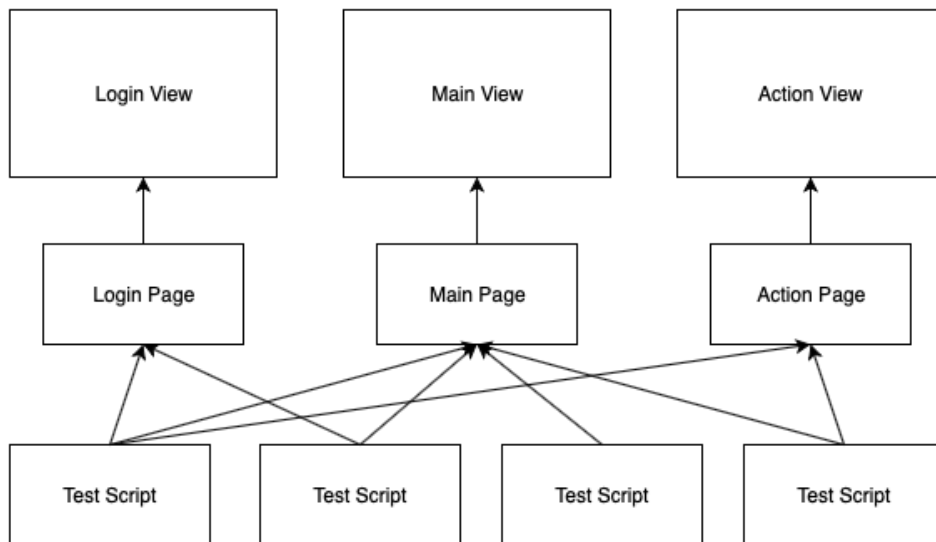 Login View
Main View
Action View
Login Page
Main Page
Action Page
Test Script
Test Script
Test Script
Test Script